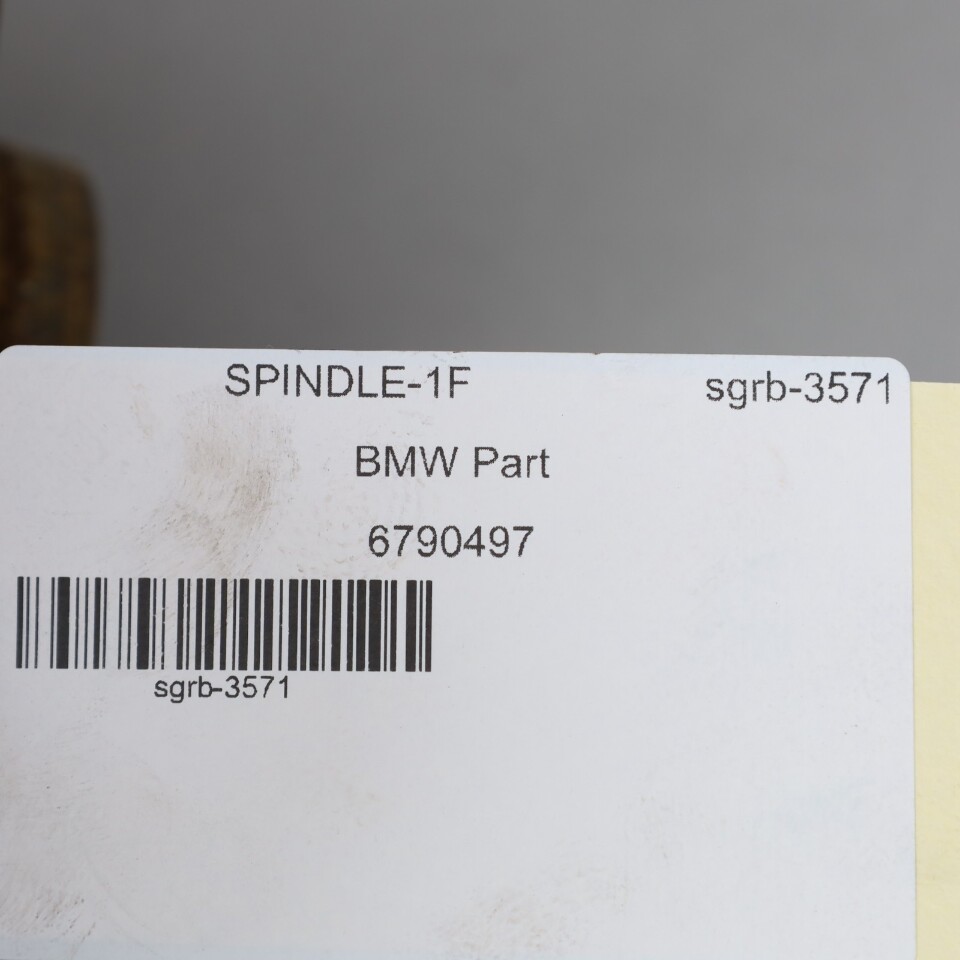 SPINDLE-1F sgrb-3571
BMW Part
6790497
sgrb-3571